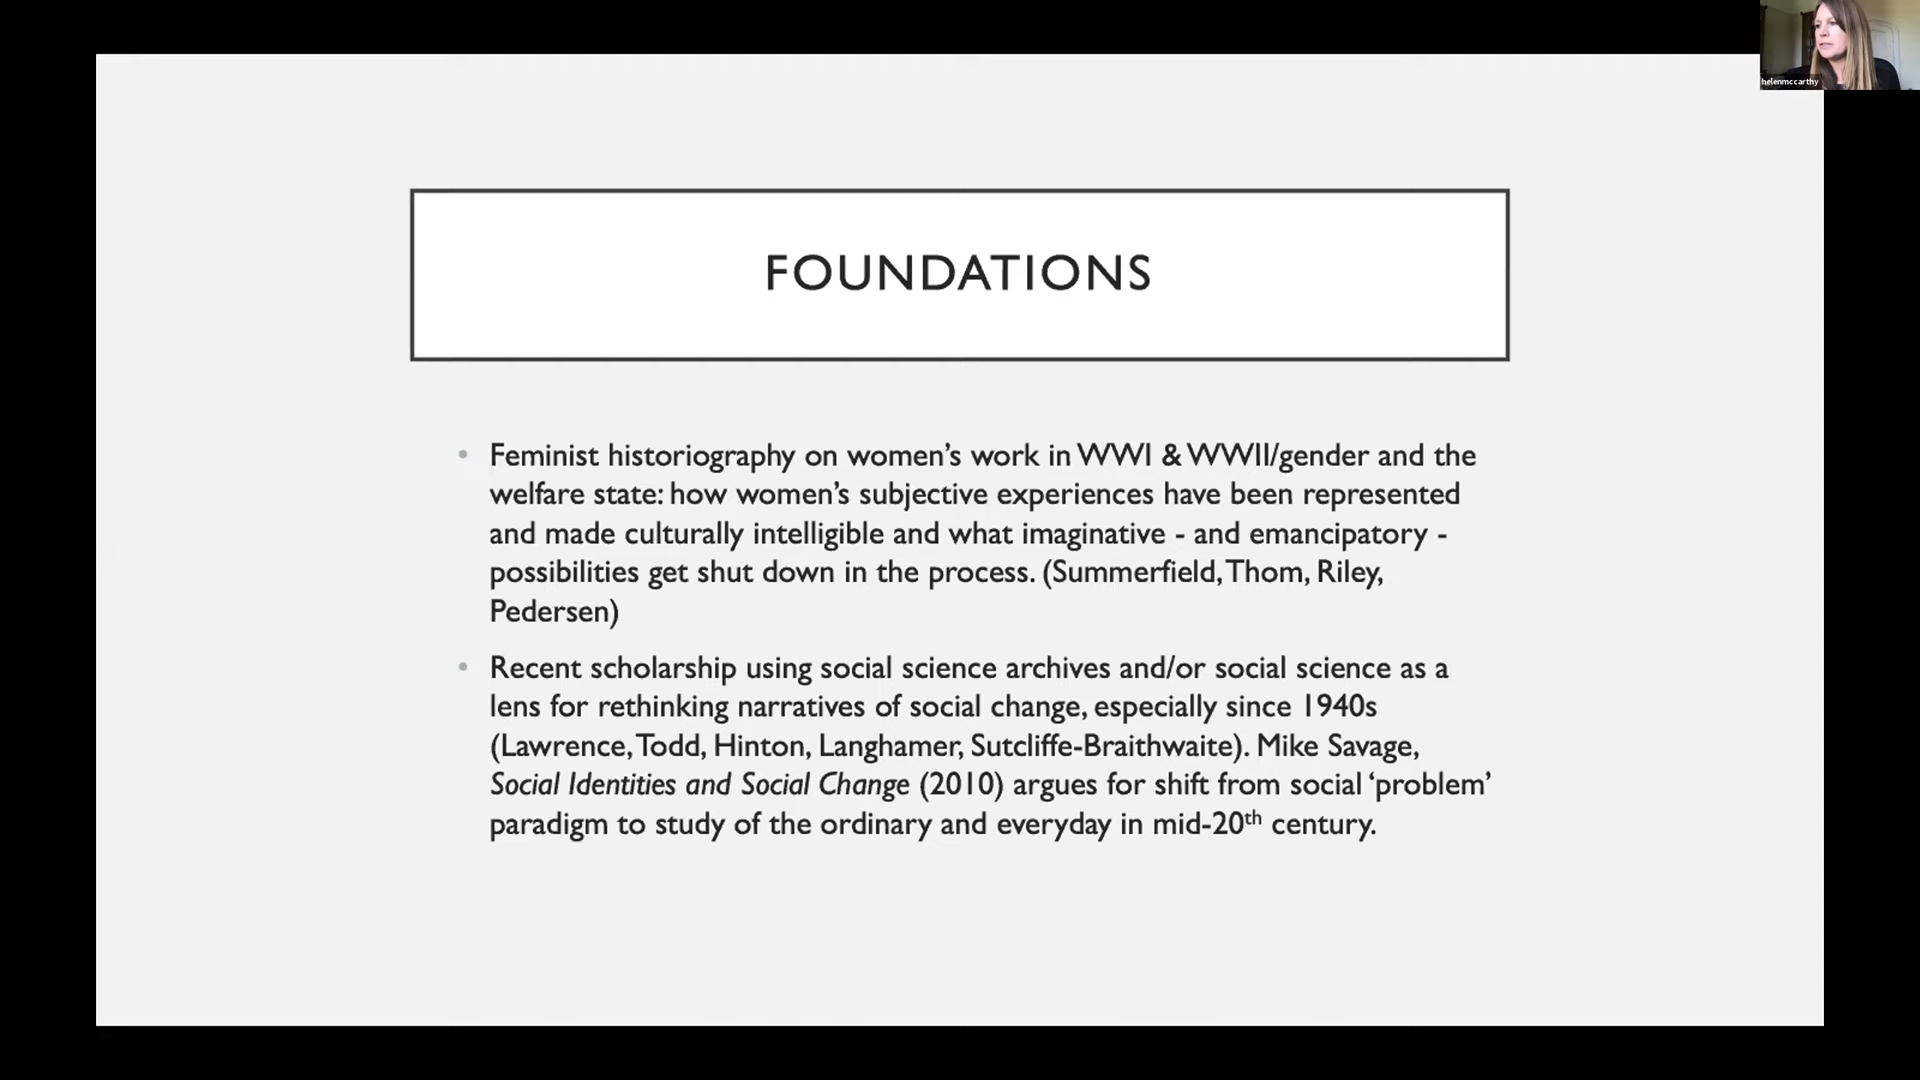 helenmccarthy
FOUNDATIONS
• Feminist historiography on women’s work in WWI & WWII/gender and the
welfare state: how women’s subjective experiences have been represented
and made culturally intelligible and what imaginative - and emancipatory -
possibilities get shut down in the process. (Summerfield, Thom, Riley,
Pedersen)
• Recent scholarship using social science archives and/or social science as a
lens for rethinking narratives of social change, especially since 1940s
(Lawrence, Todd, Hinton, Langhamer, Sutcliffe-Braithwaite). Mike Savage,
Social Identities and Social Change (2010) argues for shift from social ‘problem’
paradigm to study of the ordinary and everyday in mid-20th century.